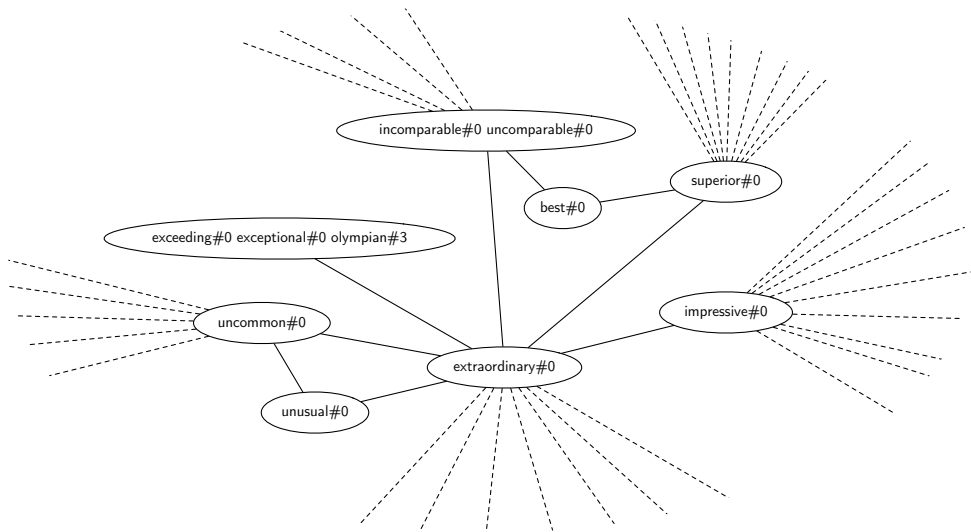 incomparable#0 uncomparable#0
superior#0
best#0
exceeding#0 exceptional#0 olympian#3
impressive#0
uncommon#0
extraordinary#0
unusual#0